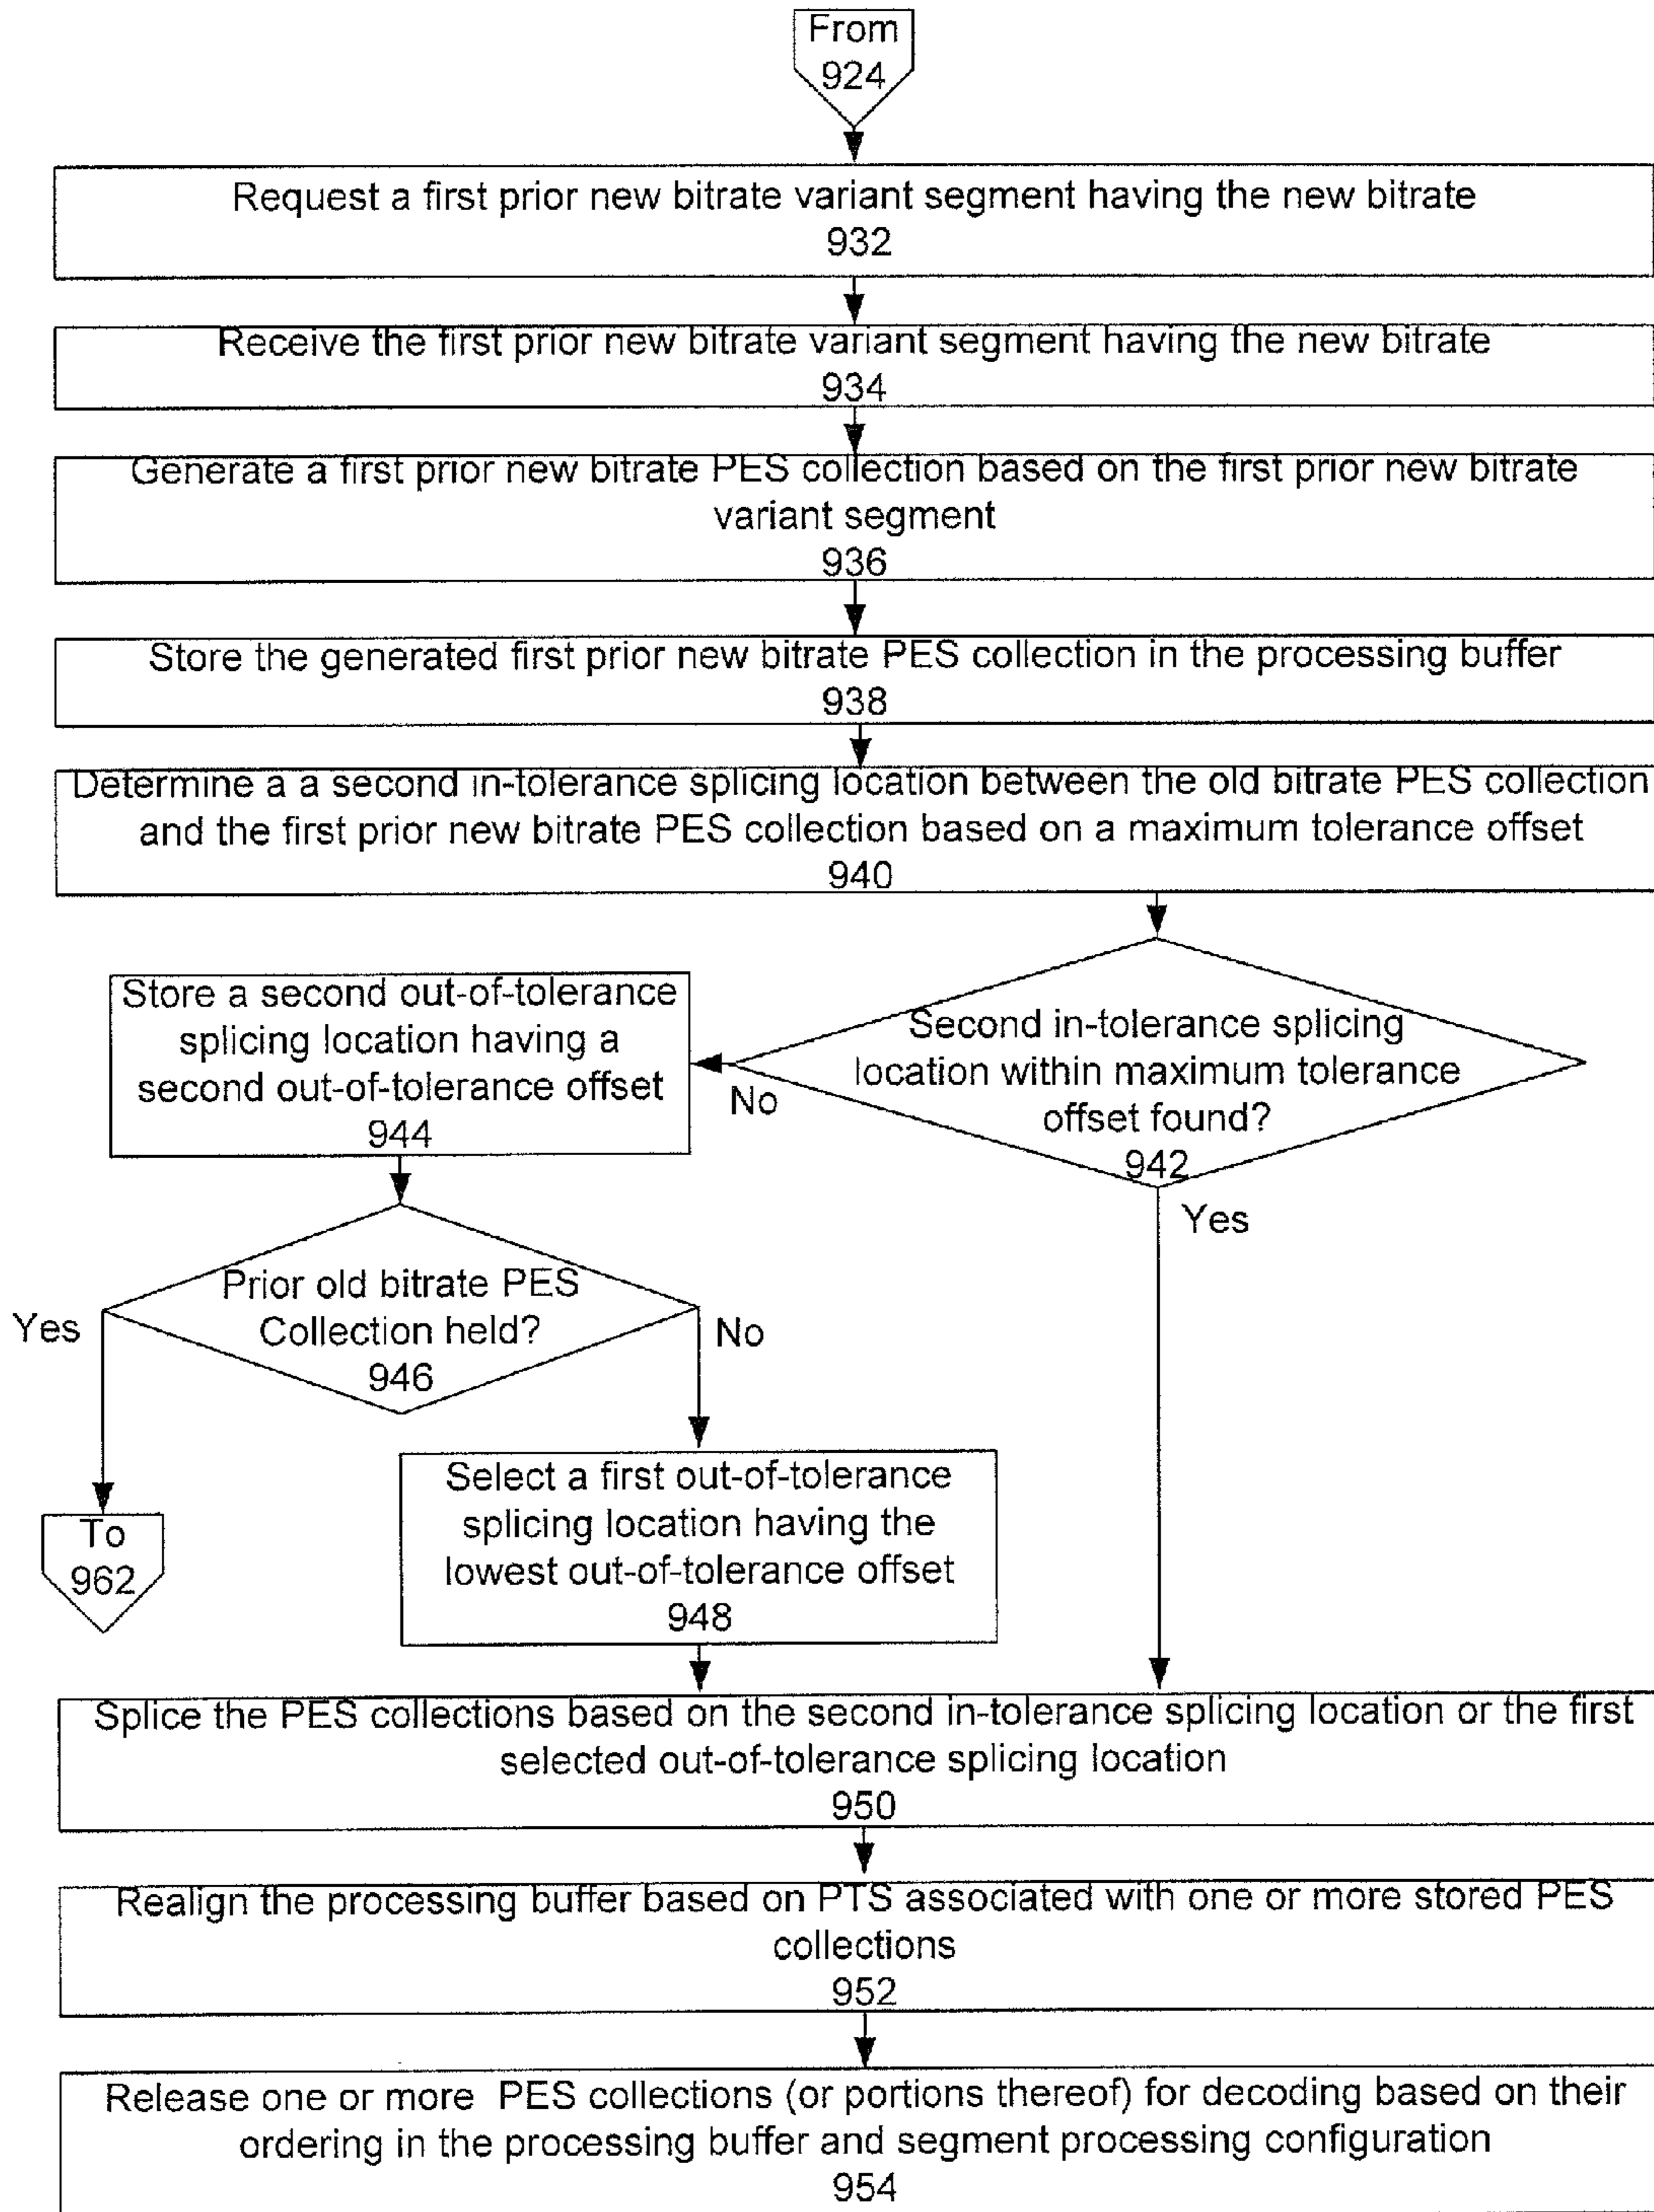 From
924
Request a first prior new bitrate variant segment having the new bitrate
932
Receive the first prior new bitrate variant segment having the new bitrate
934
Generate a first prior new bitrate PES collection based on the first prior new bitrate
variant segment
936
Store the generated first prior new bitrate PES collection in the processing buffer
938
Determine a a second in-tolerance splicing location between the old bitrate PES collection
and the first prior new bitrate PES collection based on a maximum tolerance offset
940
Store a second out-of-tolerance
splicing location having a
second out-of-tolerance offset
944
No
Second in-tolerance splicing
location within maximum tolerance
offset found?
942
Yes
Prior old bitrate PES
Collection held?
946
Yes
No
To
962
Select a first out-of-tolerance
splicing location having the
lowest out-of-tolerance offset
948
Splice the PES collections based on the second in-tolerance splicing location or the first
selected out-of-tolerance splicing location
950
Realign the processing buffer based on PTS associated with one or more stored PES
collections
952
Release one or more PES collections (or portions thereof) for decoding based on their
ordering in the processing buffer and segment processing configuration
954